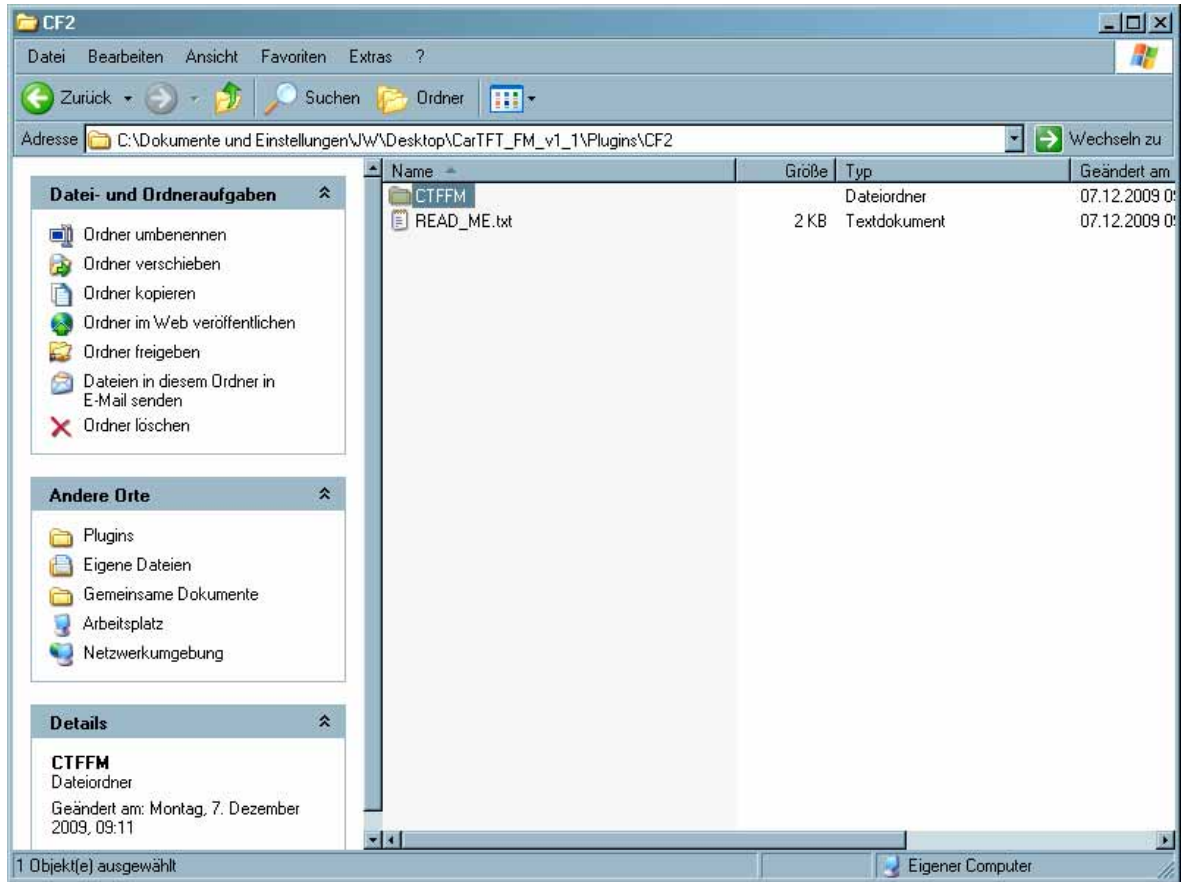 CF2
Datei Bearbeiten Ansicht Favoriten Extras ?
Zurück Suchen Ordner
Adresse C:\Dokumente und Einstellungen\JW\Desktop\CarTFT_FM_v1_1\Plugins\CF2 Wechseln zu
Datei- und Ordneraufgaben
Ordner umbenennen
Ordner verschieben
Ordner kopieren
Ordner im Web veröffentlichen
Ordner freigeben
Dateien in diesem Ordner in
E-Mail senden
Ordner löschen
Andere Orte
Plugins
Eigene Dateien
Gemeinsame Dokumente
Arbeitsplatz
Netzwerkumgebung
Details
CTFFM
Dateiordner
Geändert am: Montag, 7. Dezember
2009, 09:11
Name Größe Typ Geändert am
CTFFM Dateiordner 07.12.2009
READ_ME.txt 2 KB Textdokument 07.12.2009
1 Objekt(e) ausgewählt Eigener Computer